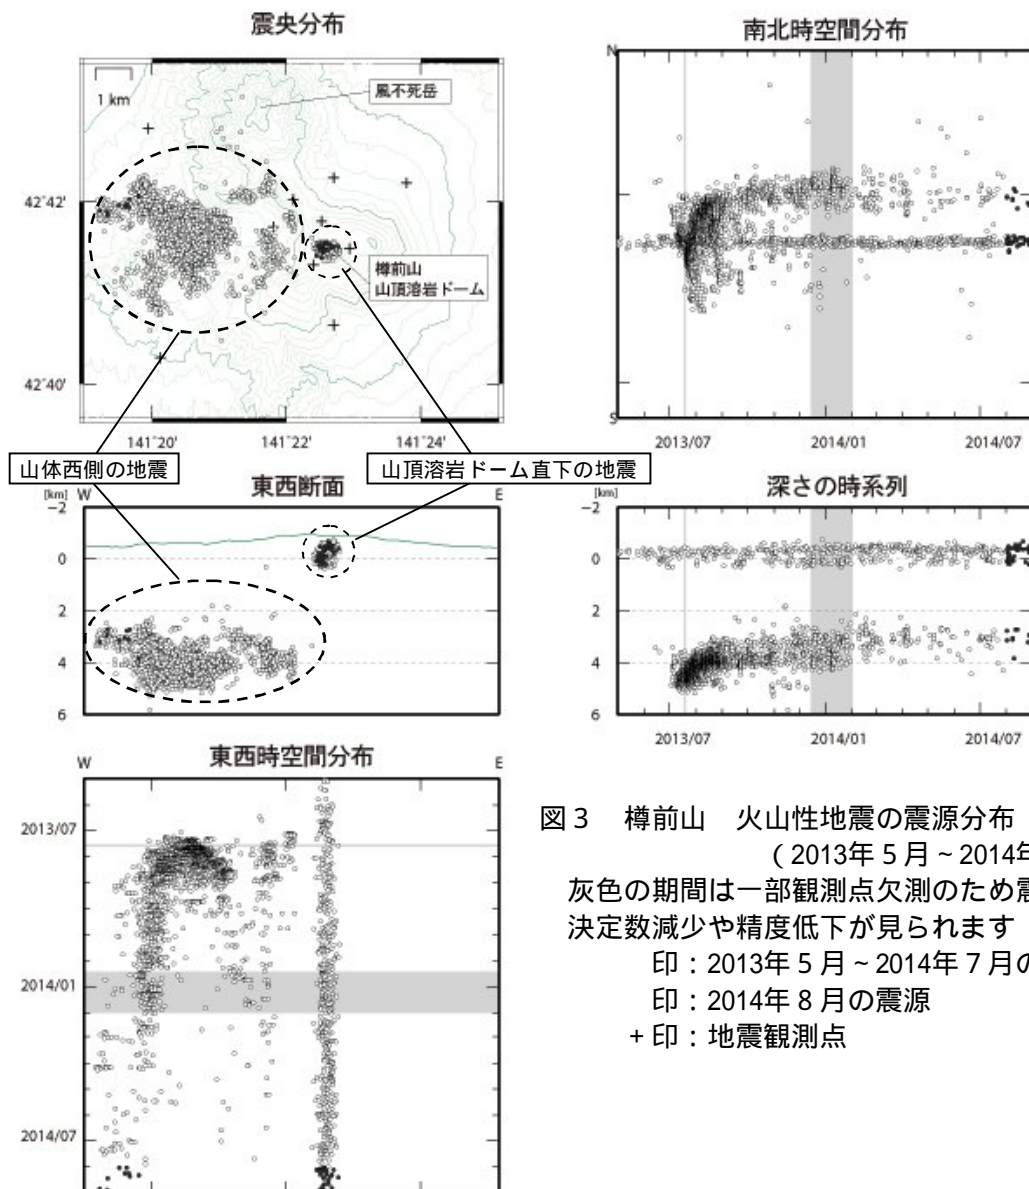 震央分布
1 km
風不死岳
42˚42'
樽前山
山頂溶岩ドーム
42˚40'
141˚20'
141˚22'
141˚24'
南北時空間分布
N
S
2013/07
2014/01
2014/07
山体西側の地震
山頂溶岩ドーム直下の地震
東西断面
[km]
W
E
-2
0
2
4
6
深さの時系列
[km]
-2
0
2
4
6
2013/07
2014/01
2014/07
東西時空間分布
W
E
2013/07
2014/01
2014/07
図3 樽前山 火山性地震の震源分布
(2013年5月~2014年
灰色の期間は一部観測点欠測のため震
決定数減少や精度低下が見られます
印:2013年5月~2014年7月の
印:2014年8月の震源
+印:地震観測点